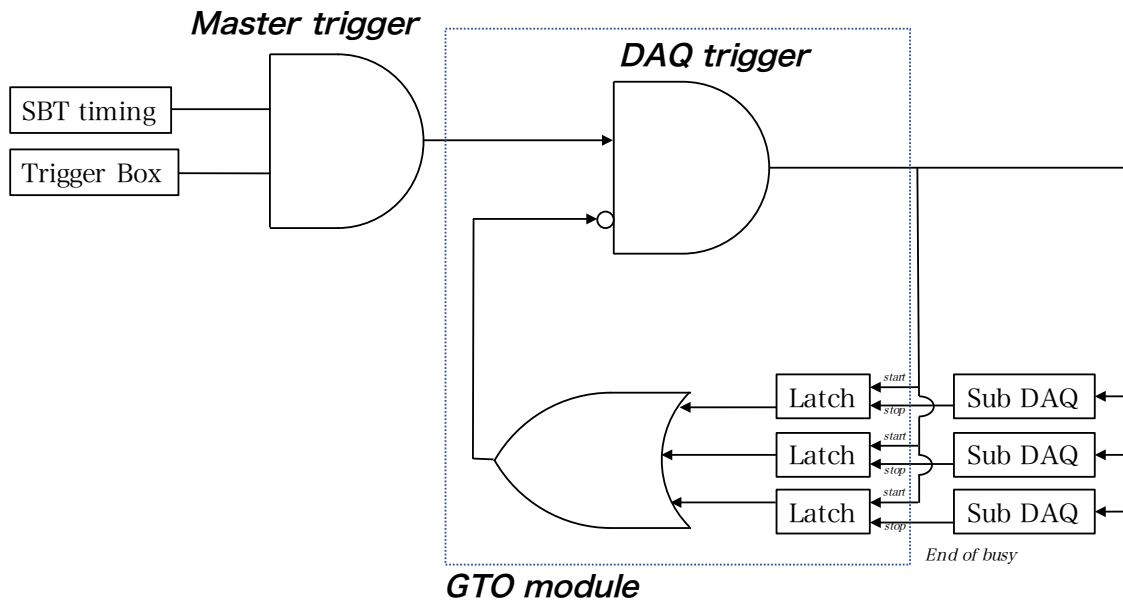 Master trigger
DAQ trigger
SBT timing
Trigger Box
Latch
start
stop
Sub DAQ
Latch
start
stop
Sub DAQ
Latch
start
stop
Sub DAQ
End of busy
GTO module